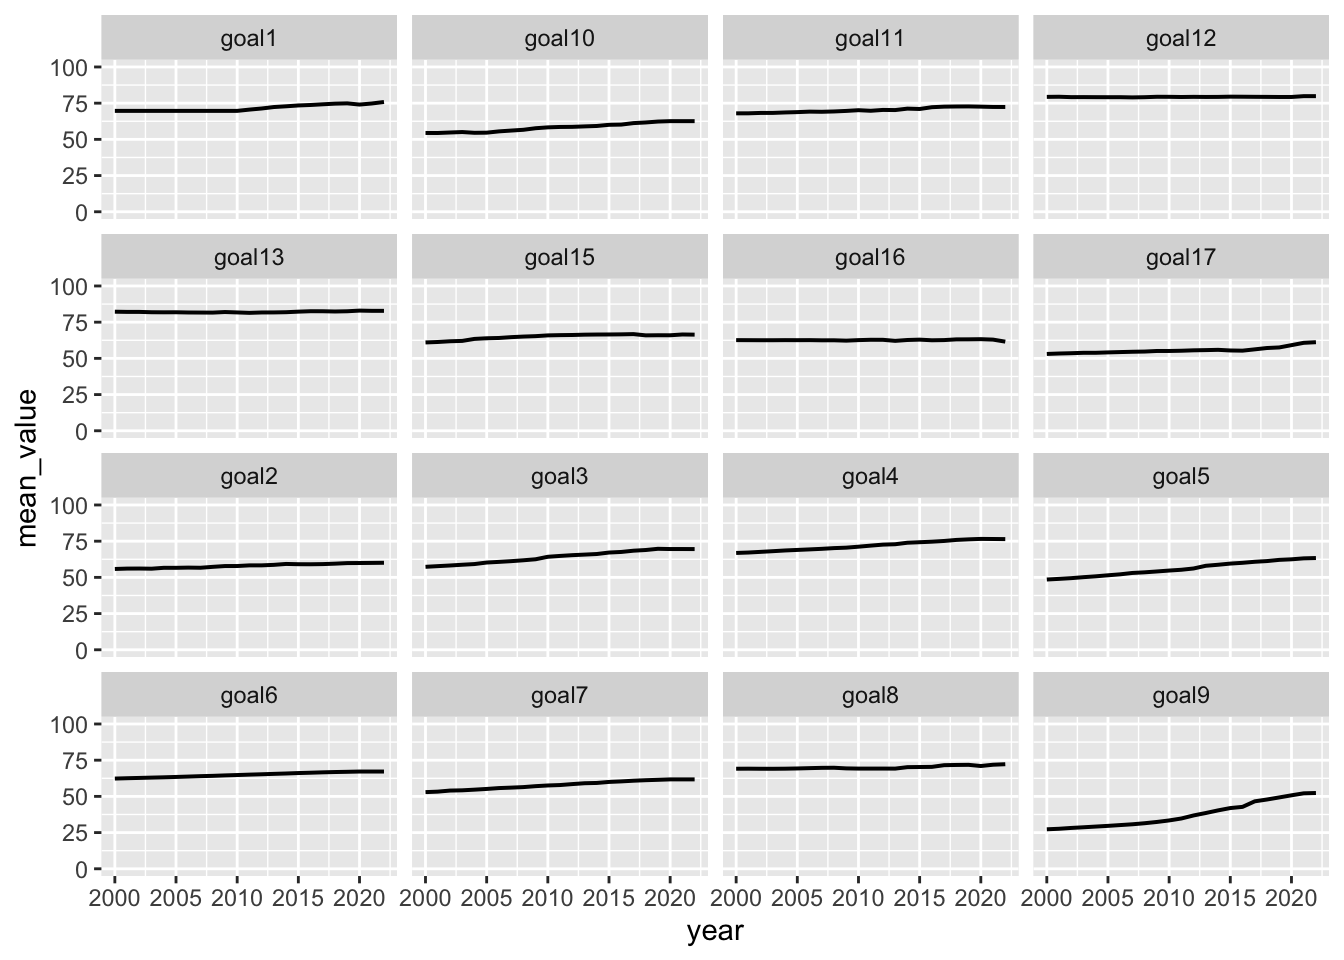 goal1 goal10 goal11 goal12
100
75
50
25
0
goal13 goal15 goal16 goal17
100
75
50
25
0
goal2 goal3 goal4 goal5
100
75
50
25
0
goal6 goal7 goal8 goal9
100
75
50
25
0
2000 2005 2010 2015 2020 2000 2005 2010 2015 2020 2000 2005 2010 2015 2020 2000 2005 2010 2015 2020
year
mean_value